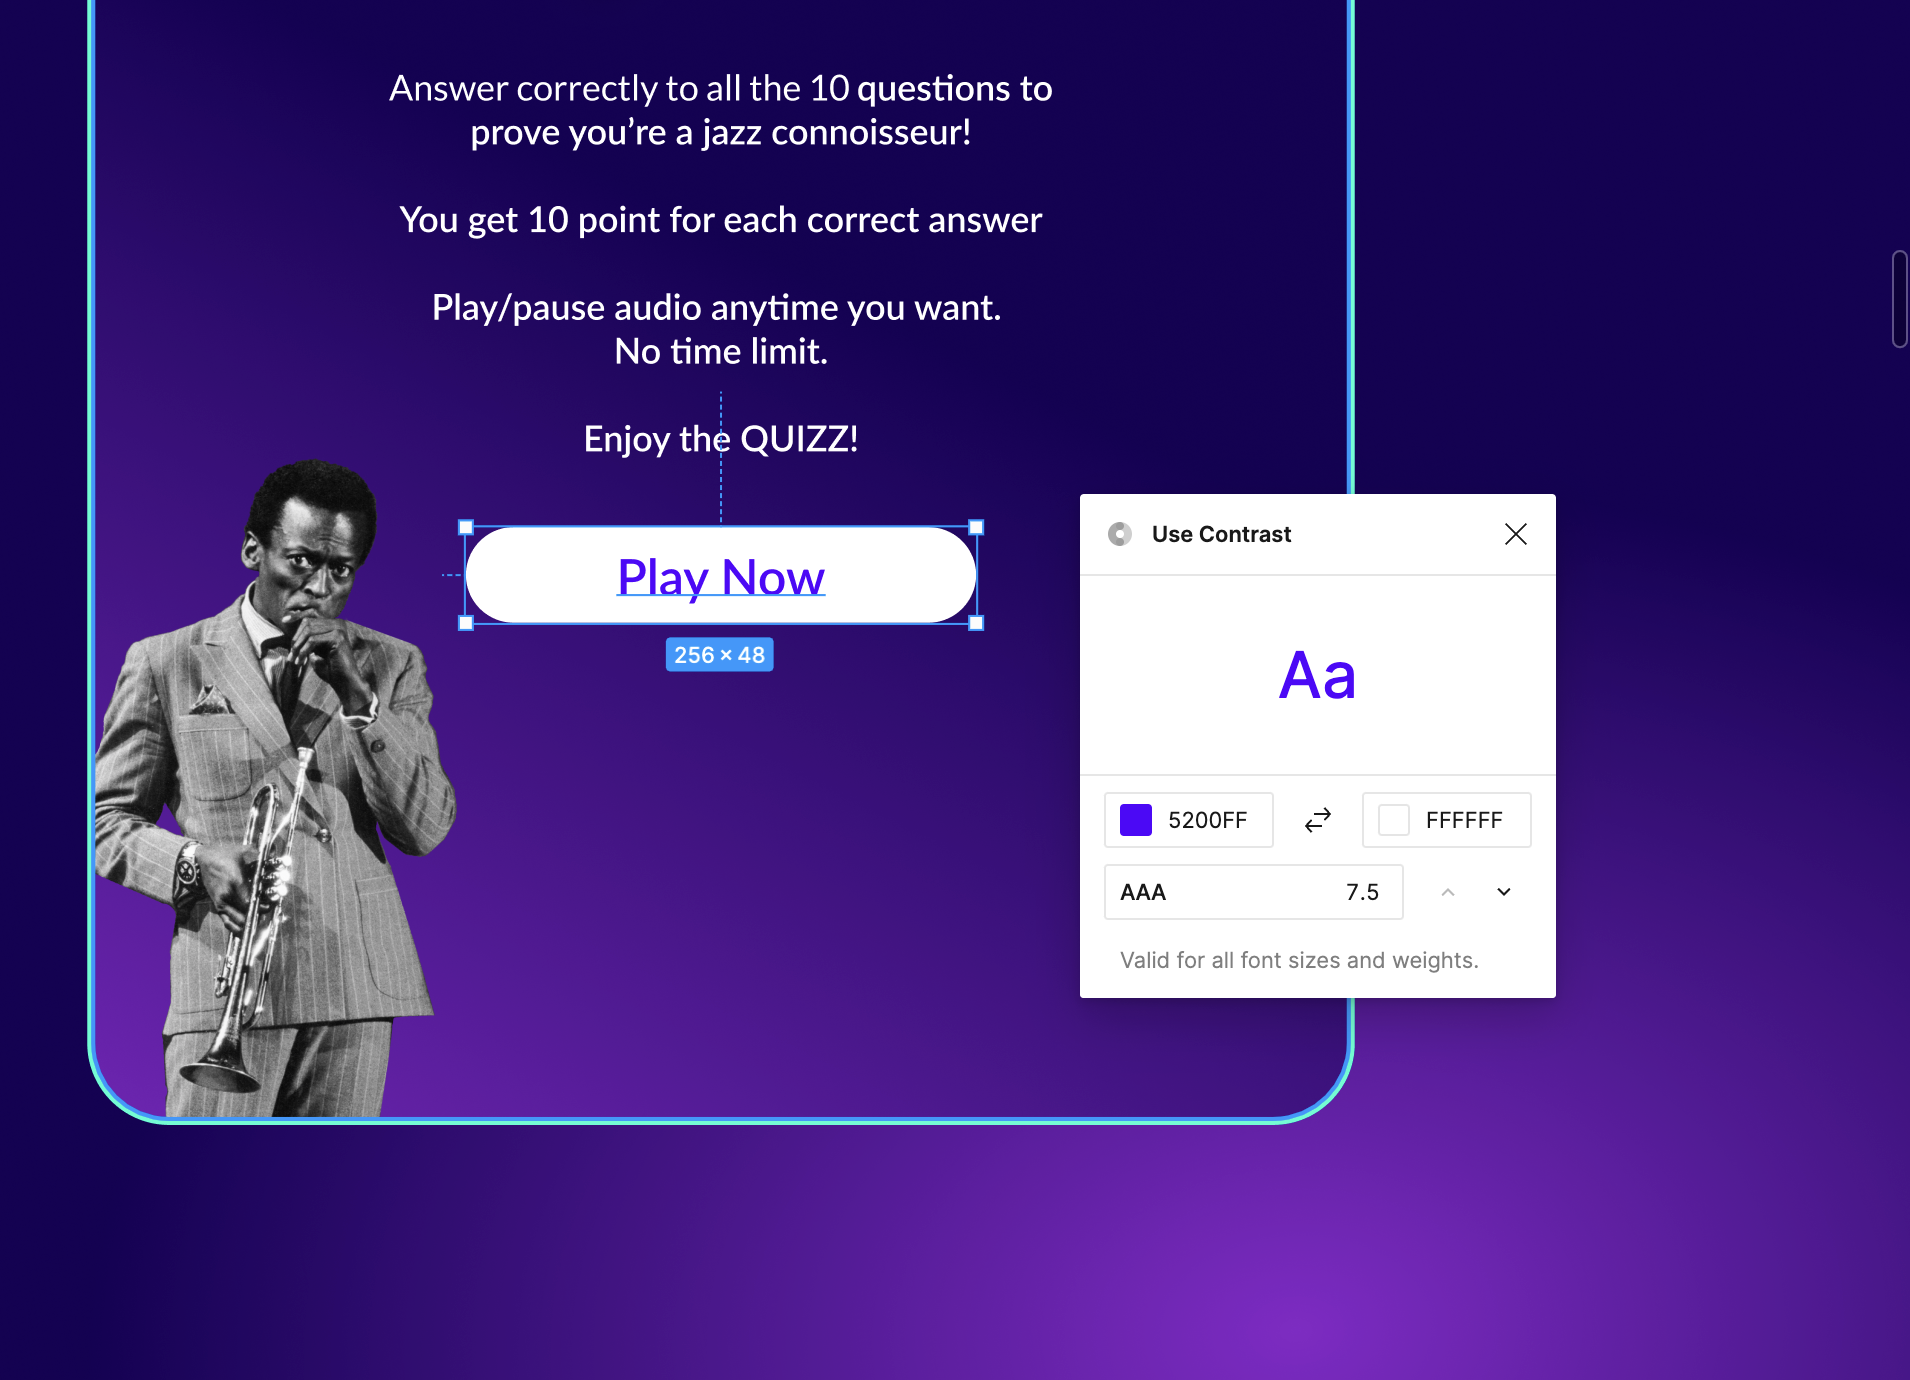 Answer correctly to all the 10 questions to
prove you’re a jazz connoisseur!
You get 10 point for each correct answer
Play/pause audio anytime you want.
No time limit.
Enjoy the QUIZZ!
Play Now
256 × 48
Use Contrast
Aa
5200FF
FFFFFF
AAA 7.5
Valid for all font sizes and weights.